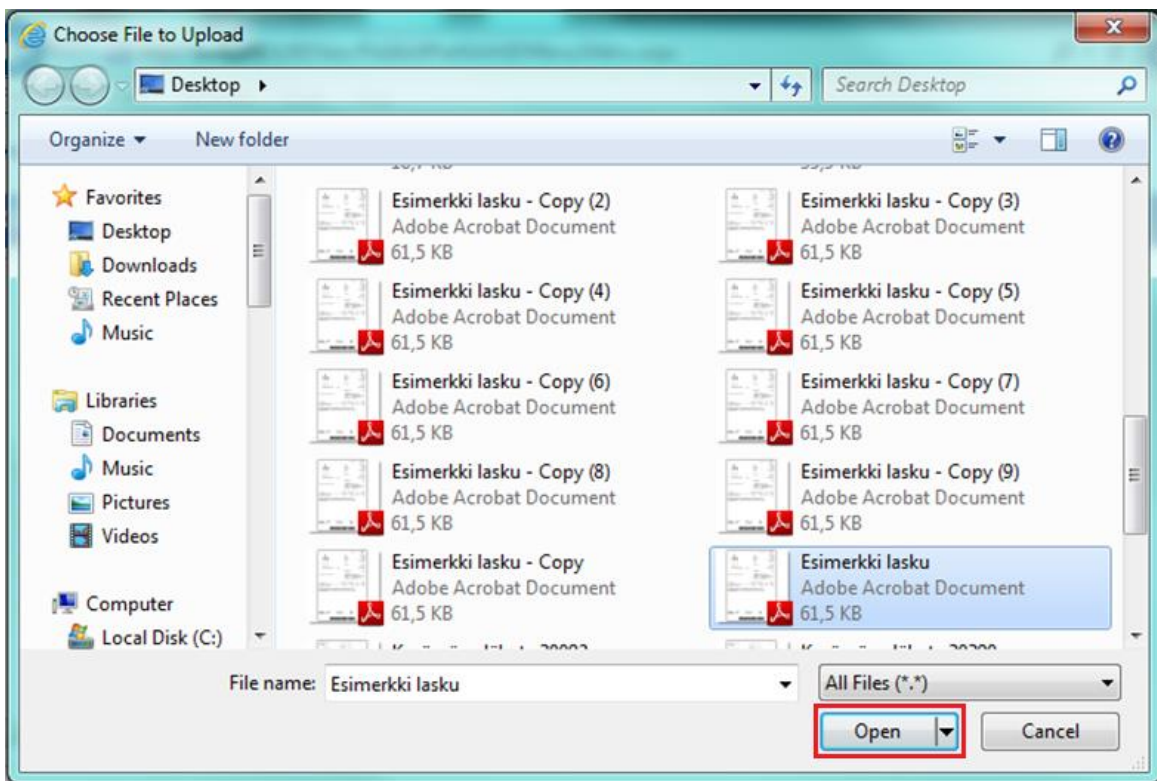 Choose File to Upload
Desktop
Search Desktop
Organize
New folder
Favorites
Desktop
Downloads
Recent Places
Music
Libraries
Documents
Music
Pictures
Videos
Computer
Local Disk (C:)
Esimerkki lasku - Copy (2)
Adobe Acrobat Document
61,5 KB
Esimerkki lasku - Copy (3)
Adobe Acrobat Document
61,5 KB
Esimerkki lasku - Copy (4)
Adobe Acrobat Document
61,5 KB
Esimerkki lasku - Copy (5)
Adobe Acrobat Document
61,5 KB
Esimerkki lasku - Copy (6)
Adobe Acrobat Document
61,5 KB
Esimerkki lasku - Copy (7)
Adobe Acrobat Document
61,5 KB
Esimerkki lasku - Copy (8)
Adobe Acrobat Document
61,5 KB
Esimerkki lasku - Copy (9)
Adobe Acrobat Document
61,5 KB
Esimerkki lasku - Copy
Adobe Acrobat Document
61,5 KB
Esimerkki lasku
Adobe Acrobat Document
61,5 KB
File name: Esimerkki lasku
All Files (*.*)
Open
Cancel